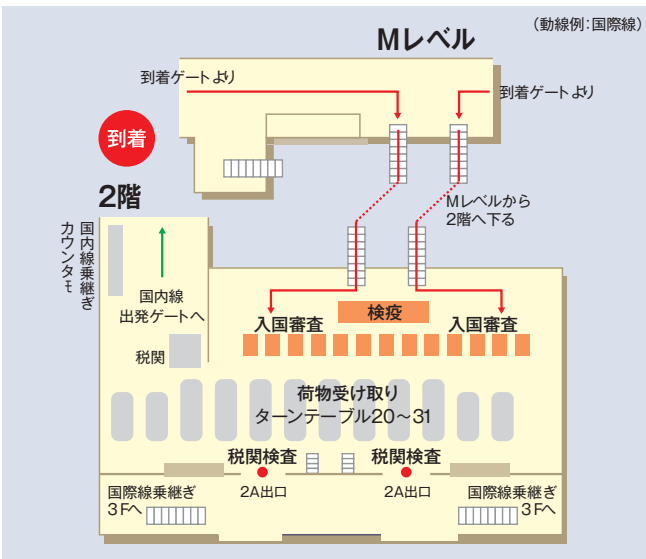 (動線例:国際線)
Mレベル
到着ゲートより
到着ゲートより
到着
Mレベルから
2階へ下る
2階
国内線乗継ぎ
カウンタモ
国内線
出発ゲートへ
税関
検疫
入国審査
入国審査
荷物受け取り
ターンテーブル20～31
税関検査
税関検査
2A出口
2A出口
国際線乗継ぎ
3Fへ
国際線乗継ぎ
3Fへ